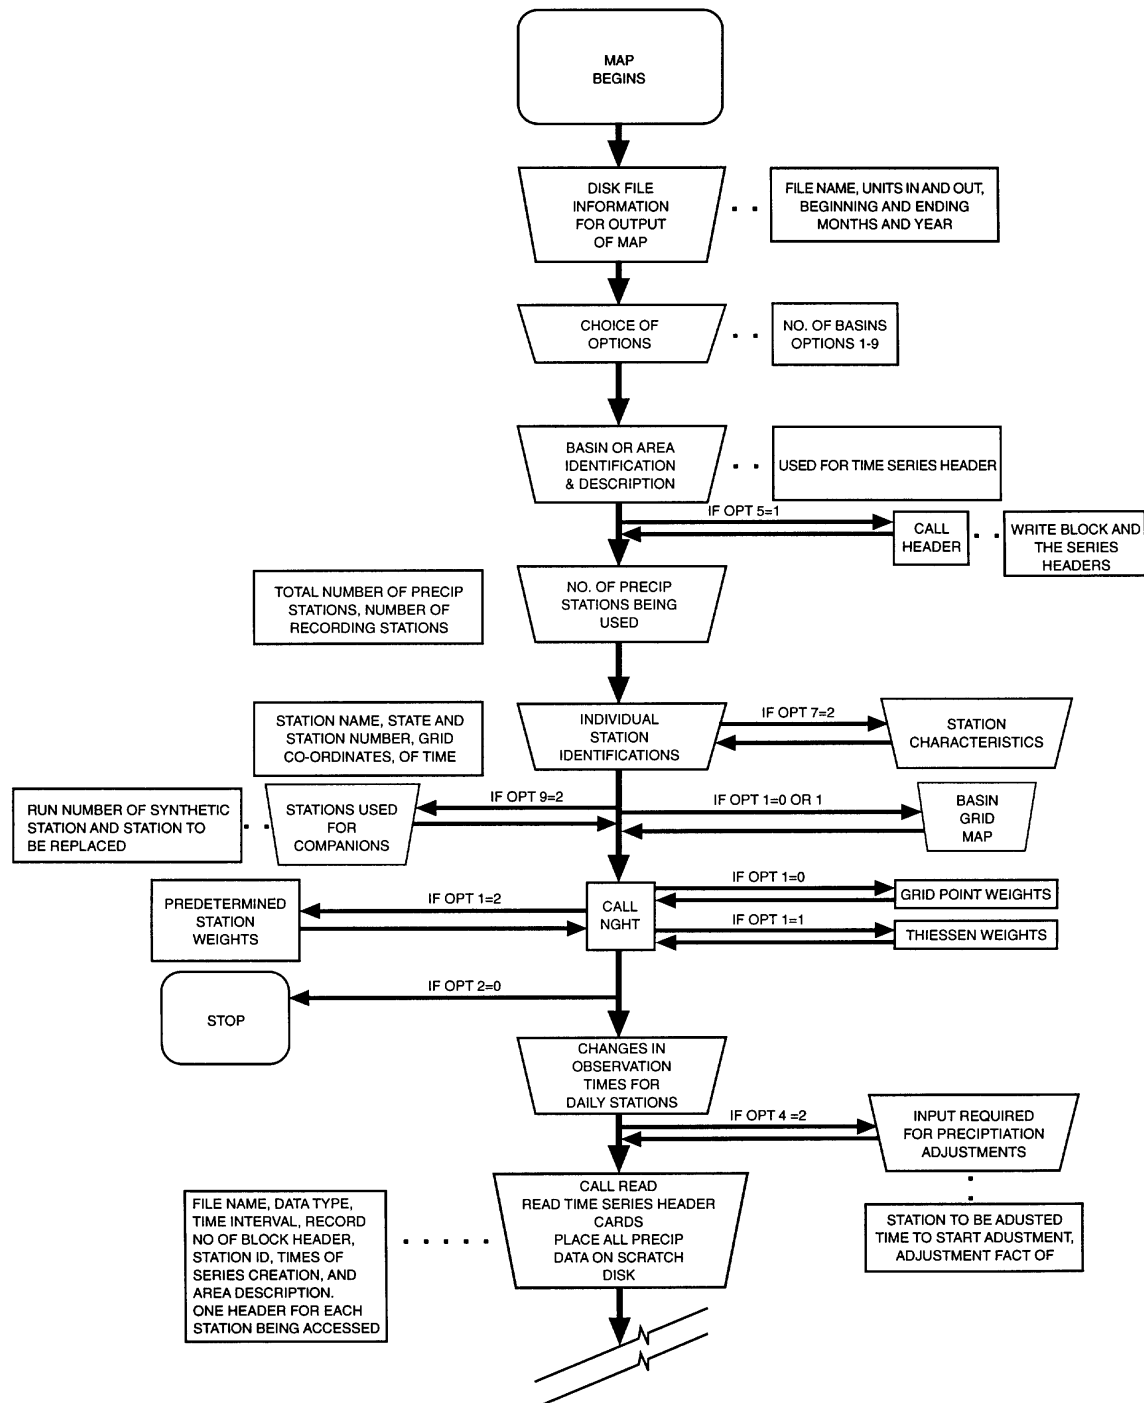 MAP
BEGINS
DISK FILE
INFORMATION
FOR OUTPUT
OF MAP
FILE NAME, UNITS IN AND OUT,
BEGINNING AND ENDING
MONTHS AND YEAR
CHOICE OF
OPTIONS
NO. OF BASINS
OPTIONS 1-9
BASIN OR AREA
IDENTIFICATION
& DESCRIPTION
USED FOR TIME SERIES HEADER
IF OPT 5=1
CALL
HEADER
WRITE BLOCK AND
THE SERIES
HEADERS
TOTAL NUMBER OF PRECIP
STATIONS, NUMBER OF
RECORDING STATIONS
NO. OF PRECIP
STATIONS BEING
USED
STATION NAME, STATE AND
STATION NUMBER, GRID
CO-ORDINATES, OF TIME
INDIVIDUAL
STATION
IDENTIFICATIONS
IF OPT 7=2
STATION
CHARACTERISTICS
RUN NUMBER OF SYNTHETIC
STATION AND STATION TO
BE REPLACED
STATIONS USED
FOR
COMPANIONS
IF OPT 9=2
IF OPT 1=0 OR 1
BASIN
GRID
MAP
PREDETERMINED
STATION
WEIGHTS
IF OPT 1=2
CALL
NGHT
IF OPT 1=0
GRID POINT WEIGHTS
IF OPT 1=1
THIESSEN WEIGHTS
STOP
IF OPT 2=0
CHANGES IN
OBSERVATION
TIMES FOR
DAILY STATIONS
IF OPT 4 =2
INPUT REQUIRED
FOR PRECIPTIATION
ADJUSTMENTS
FILE NAME, DATA TYPE,
TIME INTERVAL, RECORD
NO OF BLOCK HEADER,
STATION ID, TIMES OF
SERIES CREATION, AND
AREA DESCRIPTION.
ONE HEADER FOR EACH
STATION BEING ACCESSED
CALL READ
READ TIME SERIES HEADER
CARDS
PLACE ALL PRECIP
DATA ON SCRATCH
DISK
STATION TO BE ADUSTED
TIME TO START ADUSTMENT,
ADJUSTMENT FACT OF